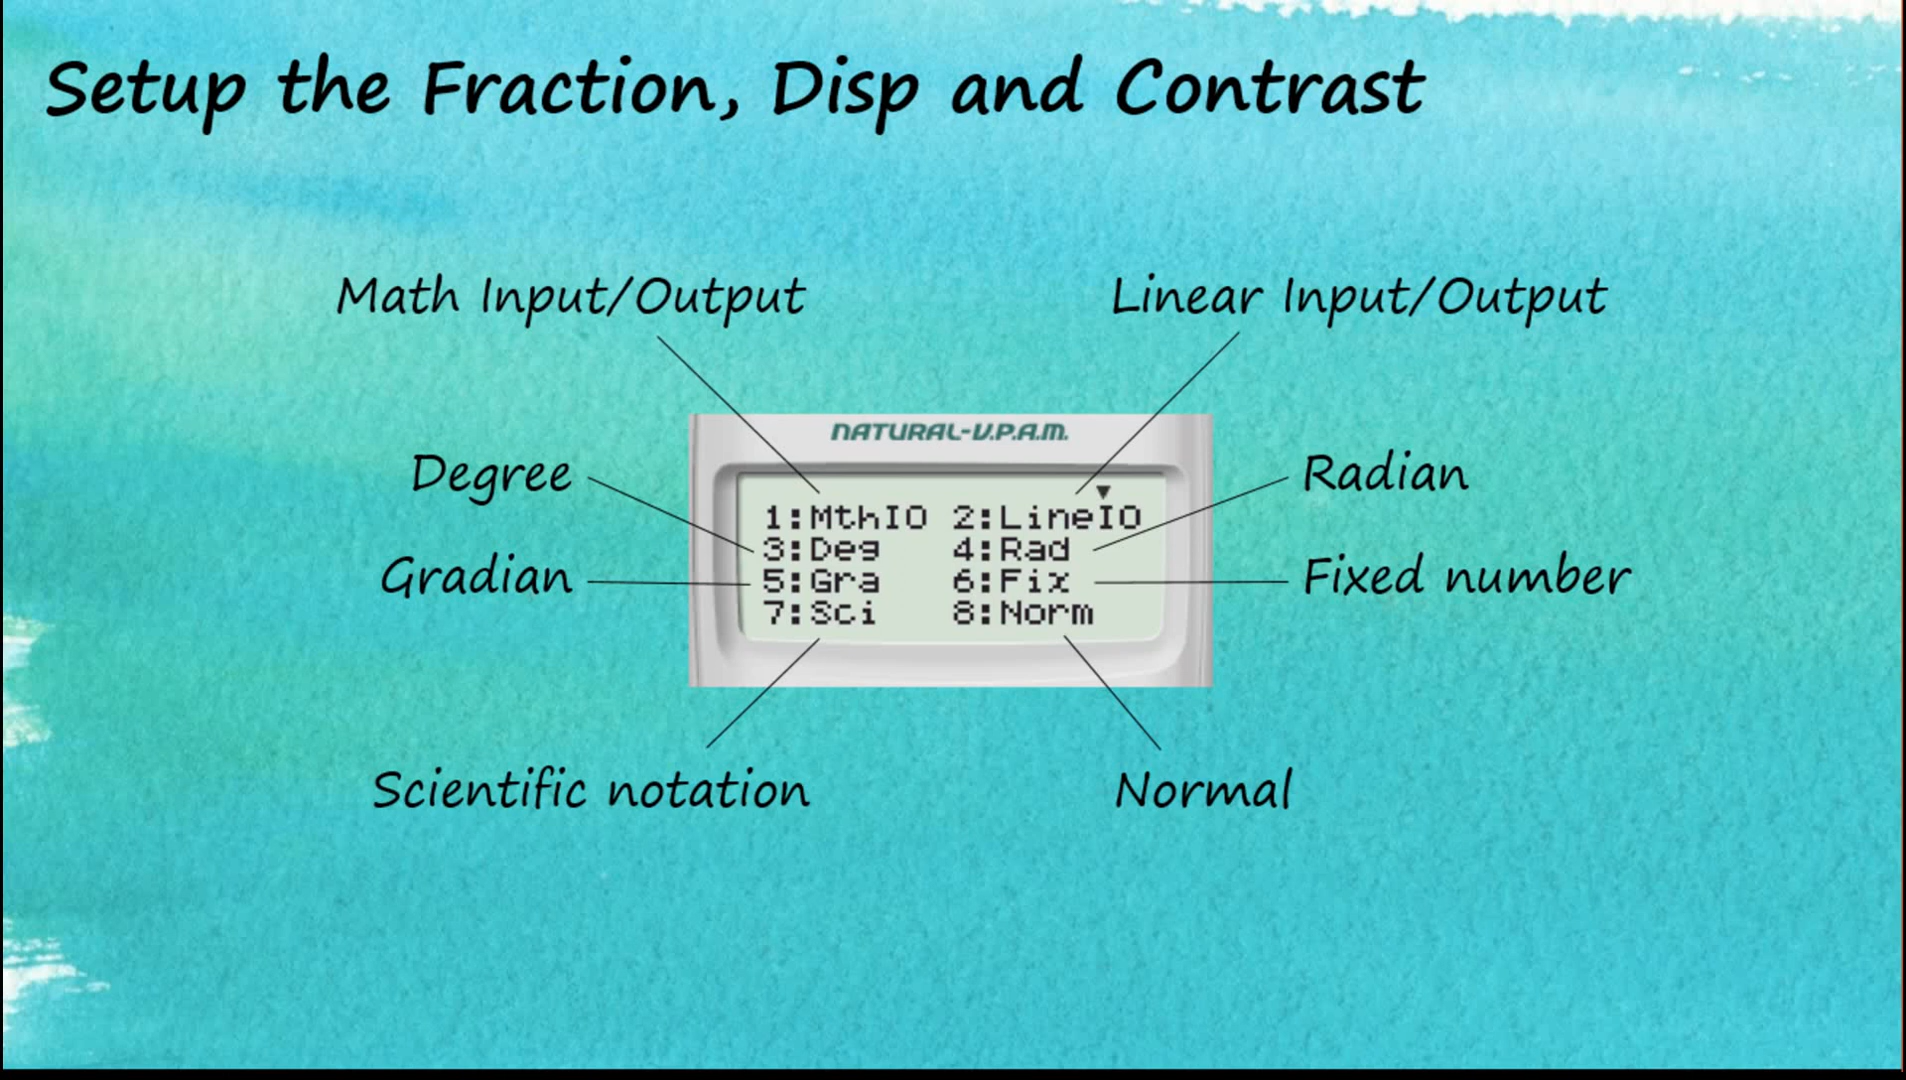 Setup the Fraction, Disp and Contrast
Math Input/Output
Linear Input/Output
NATURAL-V.P.A.M.
Degree
Radian
1:MthIO 2:LineIO
3:Deg 4:Rad
5:Gra 6:Fix
7:Sci 8:Norm
Gradian
Fixed number
Scientific notation
Normal